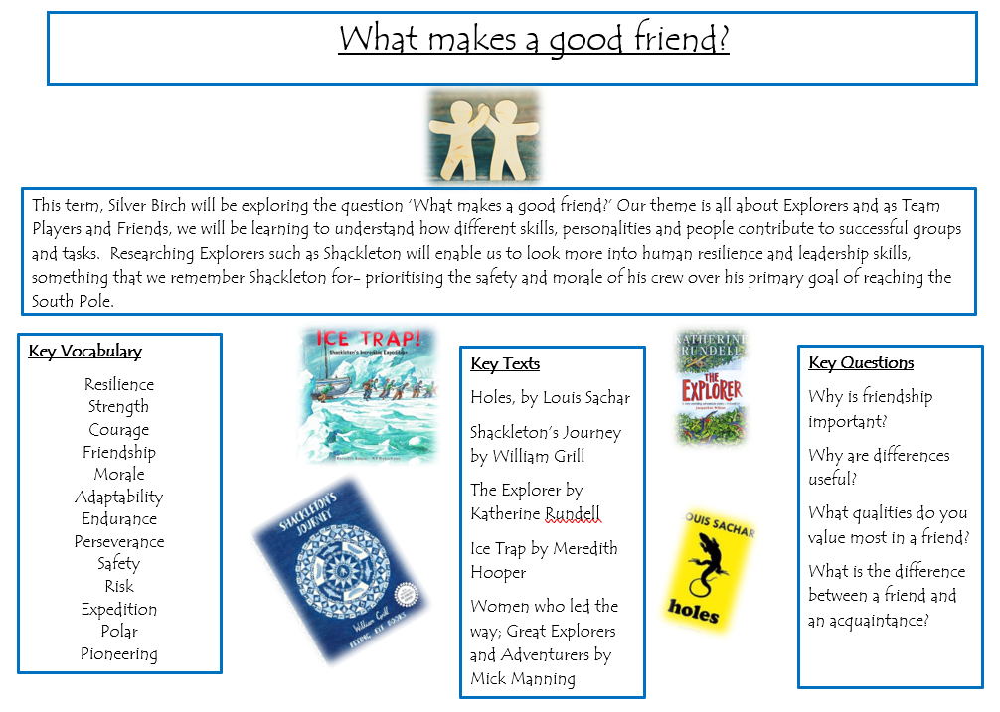 What makes a good friend?
This term, Silver Birch will be exploring the question ‘What makes a good friend?’ Our theme is all about Explorers and as Team
Players and Friends, we will be learning to understand how different skills, personalities and people contribute to successful groups
and tasks.  Researching Explorers such as Shackleton will enable us to look more into human resilience and leadership skills,
something that we remember Shackleton for- prioritising the safety and morale of his crew over his primary goal of reaching the
South Pole.
Key Vocabulary
Resilience
Strength
Courage
Friendship
Morale
Adaptability
Endurance
Perseverance
Safety
Risk
Expedition
Polar
Pioneering
ICE TRAP!
Shackleton's Incredible Expedition
SHACKLETON'S
JOURNEY
William Grill
FLYING EYE BOOKS
Key Texts
Holes, by Louis Sachar
Shackleton’s Journey
by William Grill
The Explorer by
Katherine Rundell
Ice Trap by Meredith
Hooper
Women who led the
way; Great Explorers
and Adventurers by
Mick Manning
KATHERINE
RUNDELL
THE
EXPLORER
LOUIS SACHAR
holes
Key Questions
Why is friendship
important?
Why are differences
useful?
What qualities do you
value most in a friend?
What is the difference
between a friend and
an acquaintance?